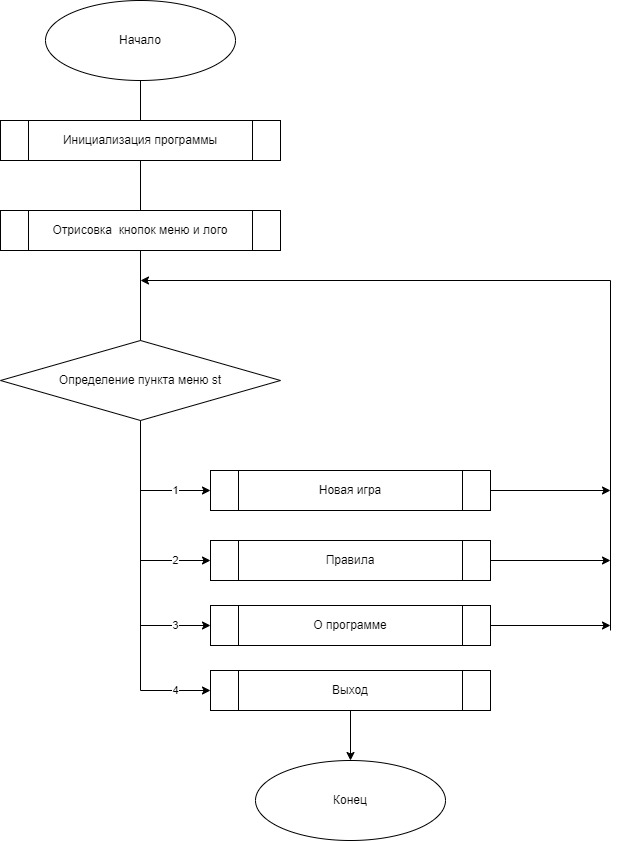 Начало
Инициализация программы
Отрисовка кнопок меню и лого
Определение пункта меню st
1
Новая игра
2
Правила
3
О программе
4
Выход
Конец